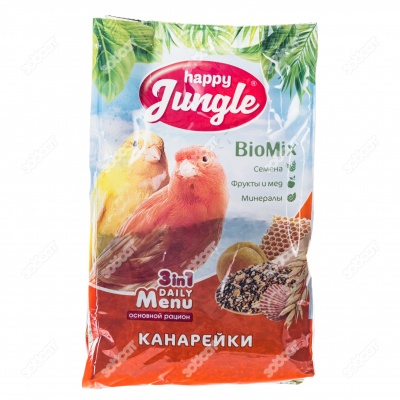 happy
Jungle®
BioMix
Семена
Фрукты и мед
Минералы
3in1
DAILY
Menu
основной рацион
КАНАРЕЙКИ